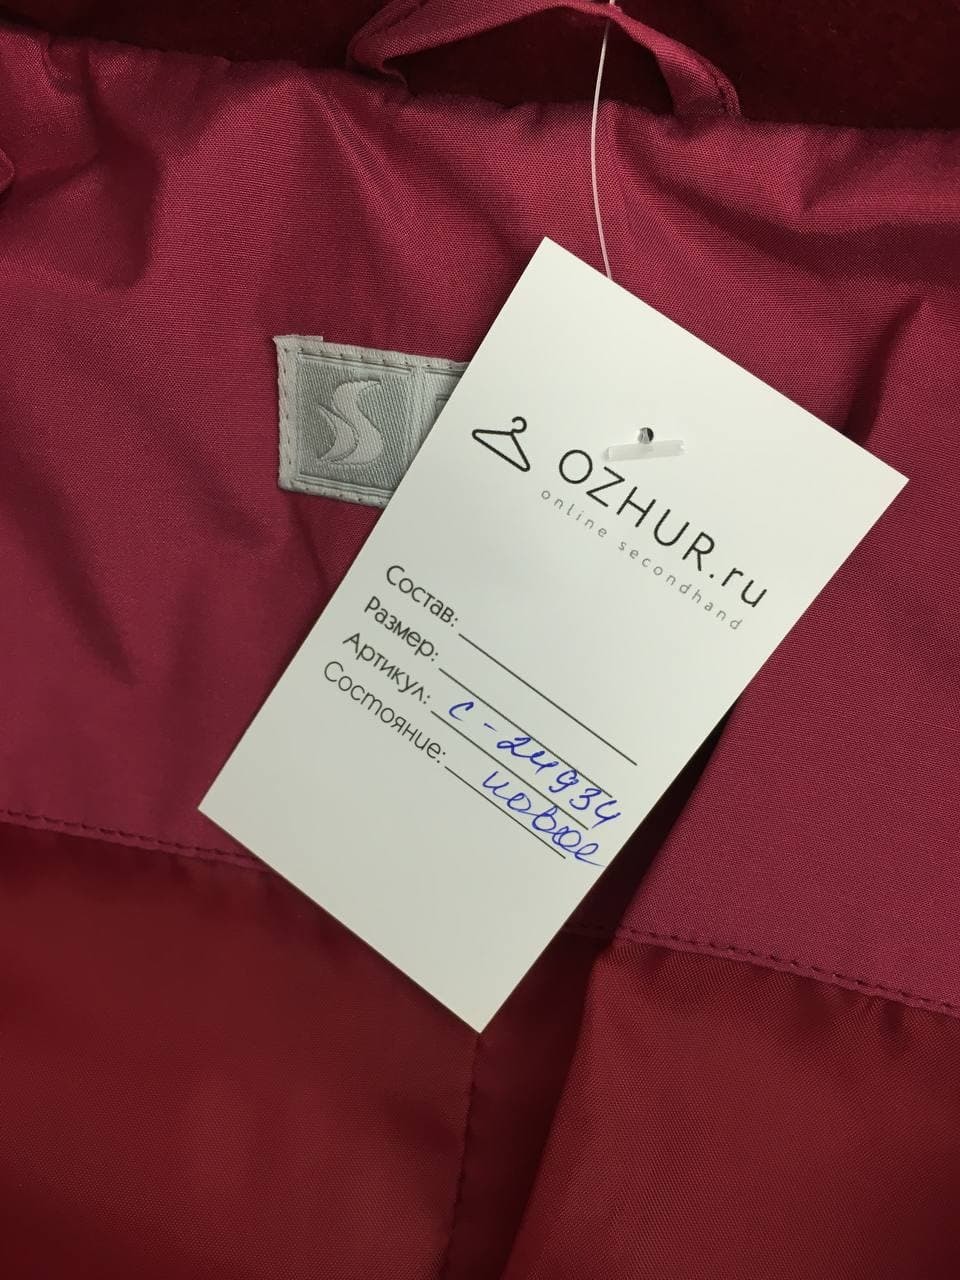 S
OZHUR.ru
online secondhand
Состав:
Размер:
Артикул: с-24934
Состояние: новое